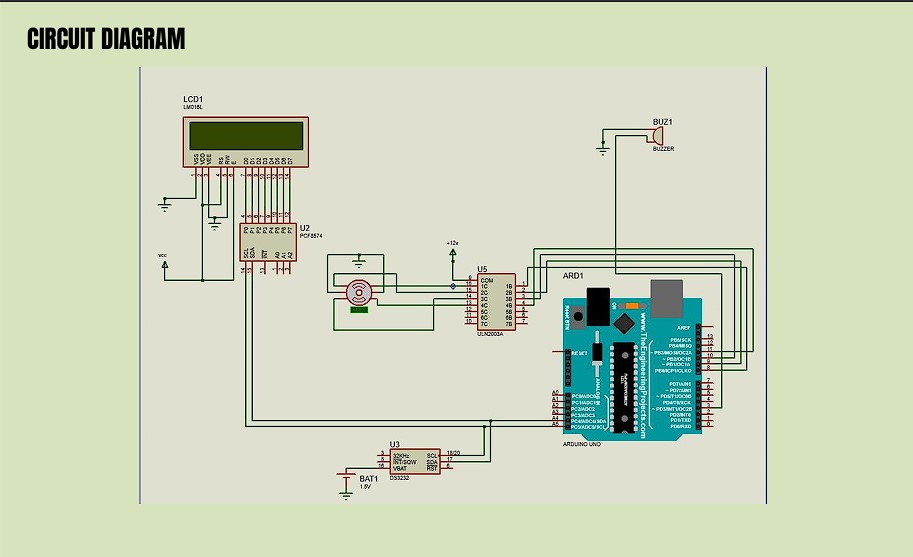 CIRCUIT DIAGRAM
LCD1
LM016L
VSS
VDD
VEE
RS
RW
E
D0
D1
D2
D3
D4
D5
D6
D7
U2
PCF8574
P0
P1
P2
P3
P4
P5
P6
P7
SCL
SDA
INT
A0
A1
A2
VCC
BUZ1
BUZZER
+12v
U5
COM
1C
2C
3C
4C
5C
6C
7C
1B
2B
3B
4B
5B
6B
7B
ULN2003A
ARD1
Reset BTN
ON
www.TheEngineeringProjects.com
RESET
ANALOG IN
AREF
PB5/SCK
PB4/MISO
~ PB3/MOSI/OC2A
~ PB2/OC1B
~ PB1/OC1A
PB0/ICP1/CLKO
PD7/AIN1
~ PD6/AIN0
~ PD5/T1/OC0B
PD4/T0/XCK
~ PD3/INT1/OC2B
PD2/INT0
PD1/TXD
PD0/RXD
A0
A1
A2
A3
A4
A5
PC0/ADC0
PC1/ADC1
PC2/ADC2
PC3/ADC3
PC4/ADC4/SDA
PC5/ADC5/SCL
ARDUINO UNO
U3
32KHz
INT/SQW
VBAT
SCL
SDA
RST
DS3232
BAT1
1.5V